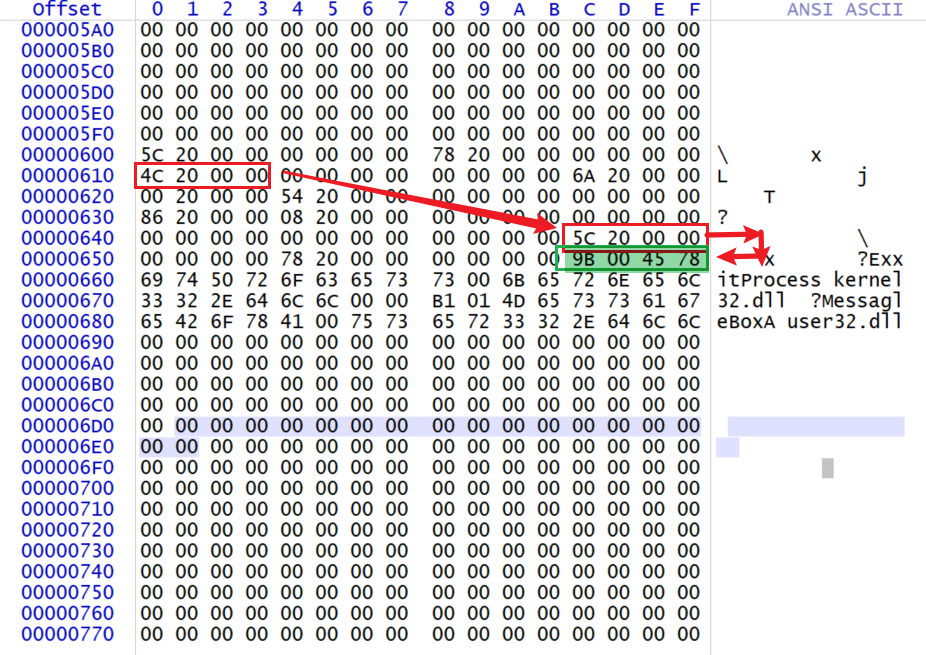 Offset 0 1 2 3 4 5 6 7 8 9 A B C D E F ANSI ASCII
000005A0 00 00 00 00 00 00 00 00 00 00 00 00 00 00 00 00
000005B0 00 00 00 00 00 00 00 00 00 00 00 00 00 00 00 00
000005C0 00 00 00 00 00 00 00 00 00 00 00 00 00 00 00 00
000005D0 00 00 00 00 00 00 00 00 00 00 00 00 00 00 00 00
000005E0 00 00 00 00 00 00 00 00 00 00 00 00 00 00 00 00
000005F0 00 00 00 00 00 00 00 00 00 00 00 00 00 00 00 00
00000600 5C 20 00 00 00 00 00 00 78 20 00 00 00 00 00 00 \ x
00000610 4C 20 00 00 00 00 00 00 00 00 00 00 6A 20 00 00 L j
00000620 00 20 00 00 54 20 00 00 00 00 00 00 00 00 00 00 T
00000630 86 20 00 00 08 20 00 00 00 00 00 00 00 00 00 00 ?
00000640 00 00 00 00 00 00 00 00 00 00 00 00 5C 20 00 00 \
00000650 00 00 00 00 78 20 00 00 00 00 00 00 9B 00 45 78 x ?Ex
00000660 69 74 50 72 6F 63 65 73 73 00 6B 65 72 6E 65 6C itProcess kernel
00000670 33 32 2E 64 6C 6C 00 00 B1 01 4D 65 73 73 61 67 32.dll ?Messag
00000680 65 42 6F 78 41 00 75 73 65 72 33 32 2E 64 6C 6C eBoxA user32.dll
00000690 00 00 00 00 00 00 00 00 00 00 00 00 00 00 00 00
000006A0 00 00 00 00 00 00 00 00 00 00 00 00 00 00 00 00
000006B0 00 00 00 00 00 00 00 00 00 00 00 00 00 00 00 00
000006C0 00 00 00 00 00 00 00 00 00 00 00 00 00 00 00 00
000006D0 00 00 00 00 00 00 00 00 00 00 00 00 00 00 00 00
000006E0 00 00 00 00 00 00 00 00 00 00 00 00 00 00 00 00
000006F0 00 00 00 00 00 00 00 00 00 00 00 00 00 00 00 00
00000700 00 00 00 00 00 00 00 00 00 00 00 00 00 00 00 00
00000710 00 00 00 00 00 00 00 00 00 00 00 00 00 00 00 00
00000720 00 00 00 00 00 00 00 00 00 00 00 00 00 00 00 00
00000730 00 00 00 00 00 00 00 00 00 00 00 00 00 00 00 00
00000740 00 00 00 00 00 00 00 00 00 00 00 00 00 00 00 00
00000750 00 00 00 00 00 00 00 00 00 00 00 00 00 00 00 00
00000760 00 00 00 00 00 00 00 00 00 00 00 00 00 00 00 00
00000770 00 00 00 00 00 00 00 00 00 00 00 00 00 00 00 00